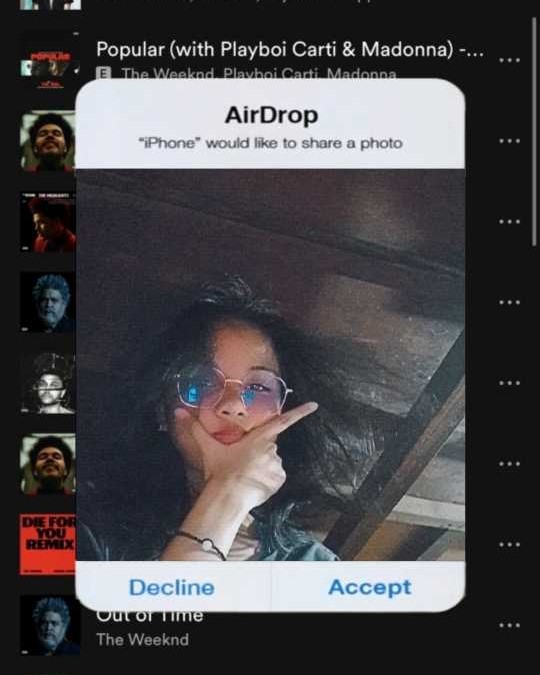 Popular (with Playboi Carti & Madonna) -...
E The Weeknd, Playboi Carti, Madonna
AirDrop
"iPhone" would like to share a photo
POPULAR
DIE FOR
YOU
REMIX
Decline
Accept
Out of Time
The Weeknd